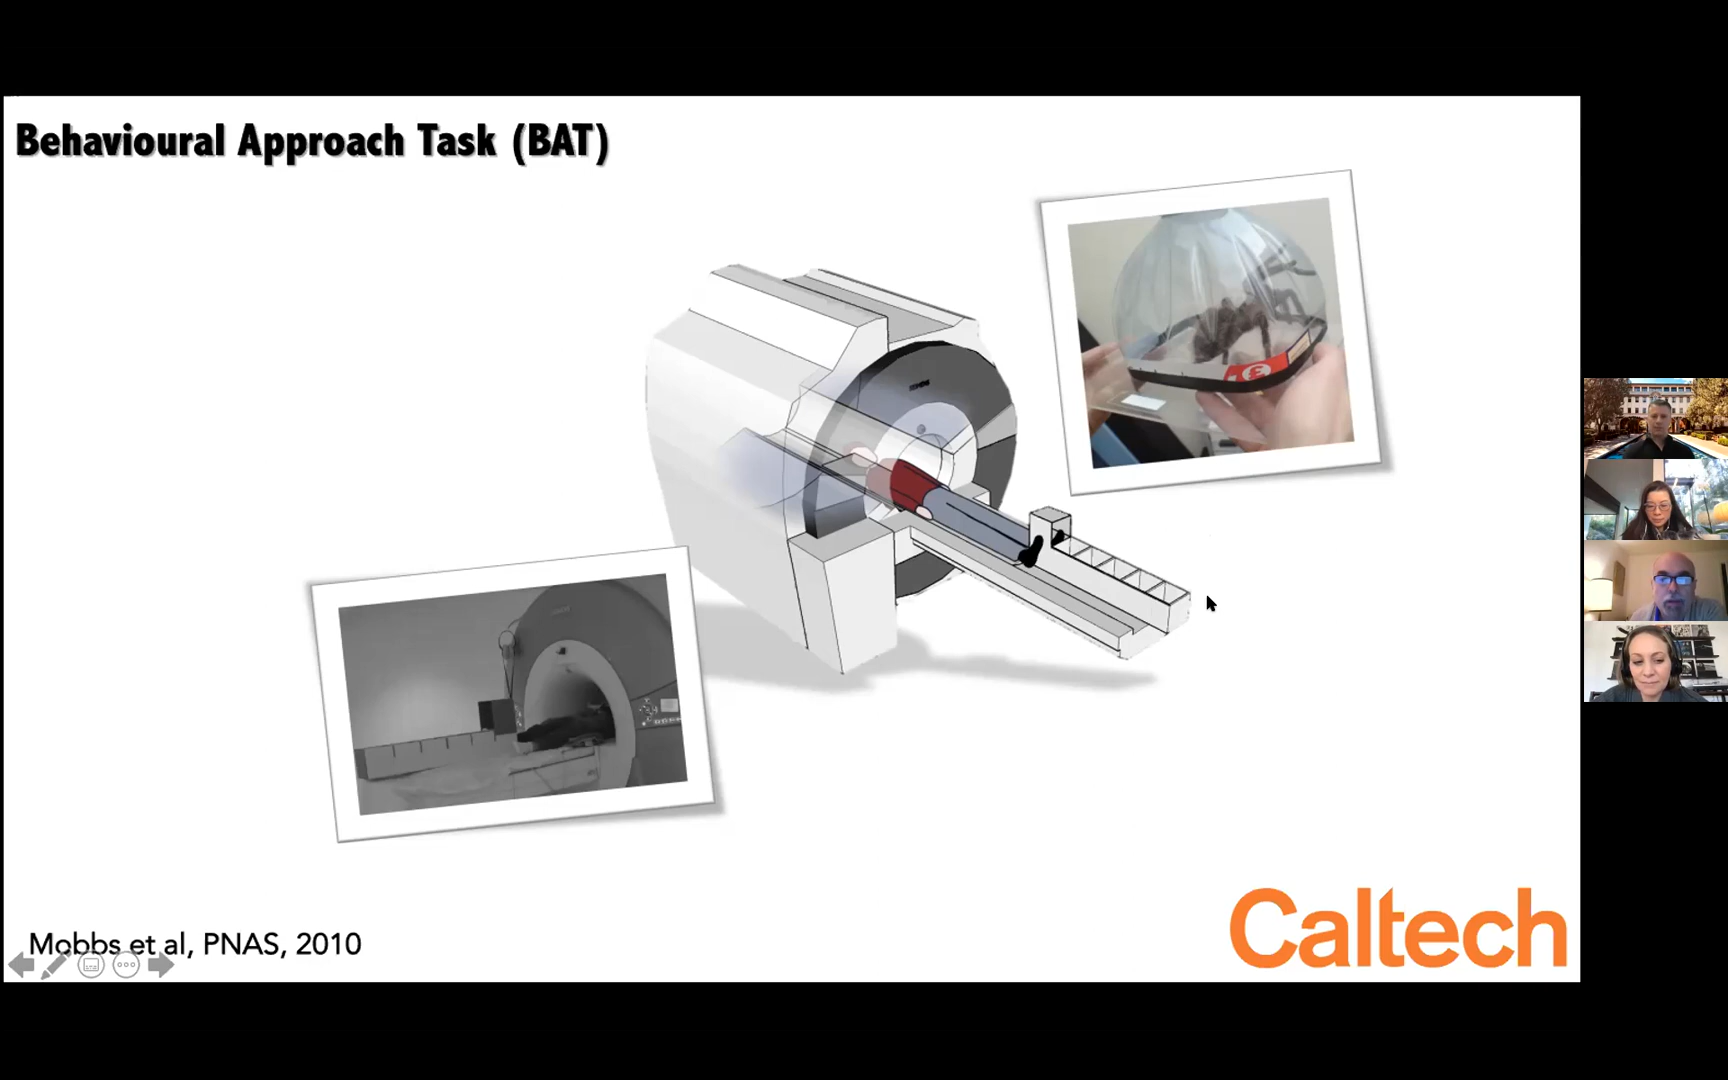 Behavioural Approach Task (BAT)
Mobbs et al, PNAS, 2010
Caltech